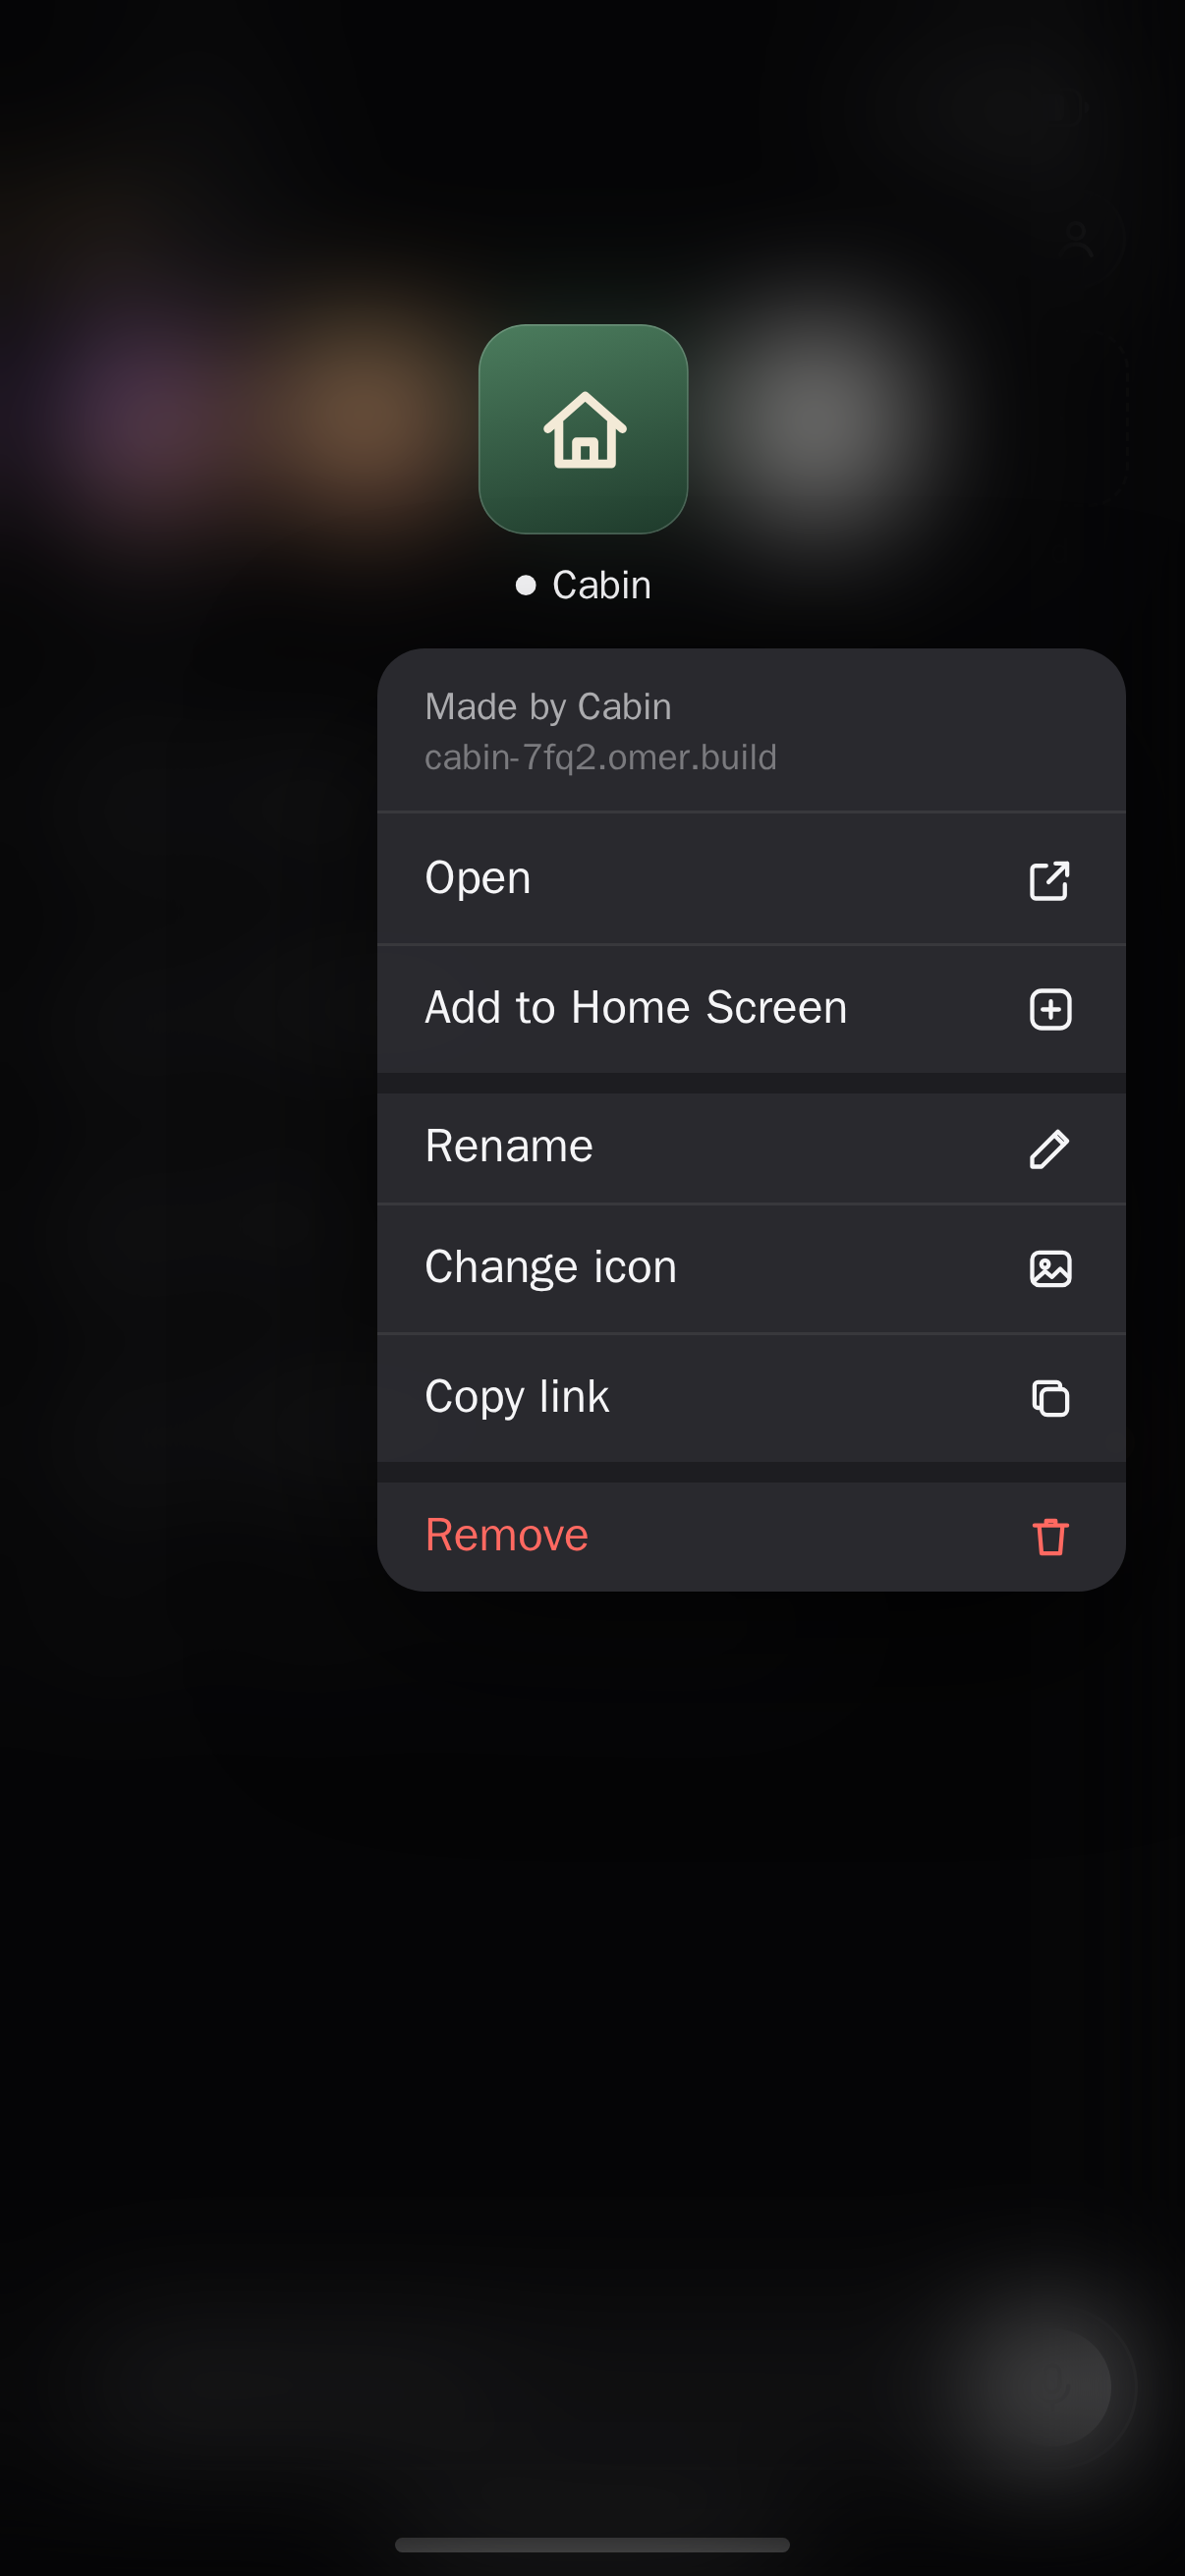 Cabin
Made by Cabin
cabin-7fq2.omer.build
Open
Add to Home Screen
Rename
Change icon
Copy link
Remove